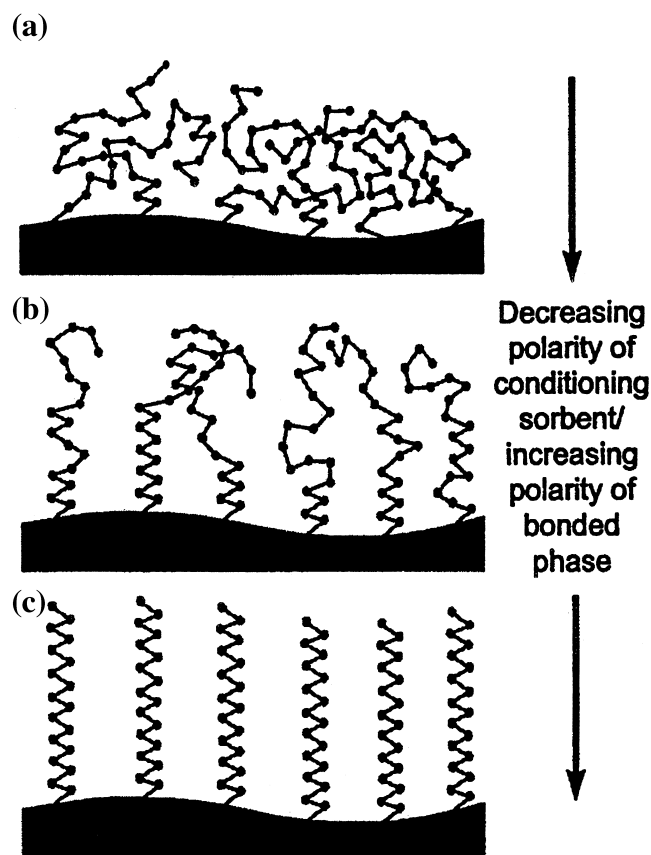 (a)
(b)
Decreasing
polarity of
conditioning
sorbent/
increasing
polarity of
bonded
phase
(c)